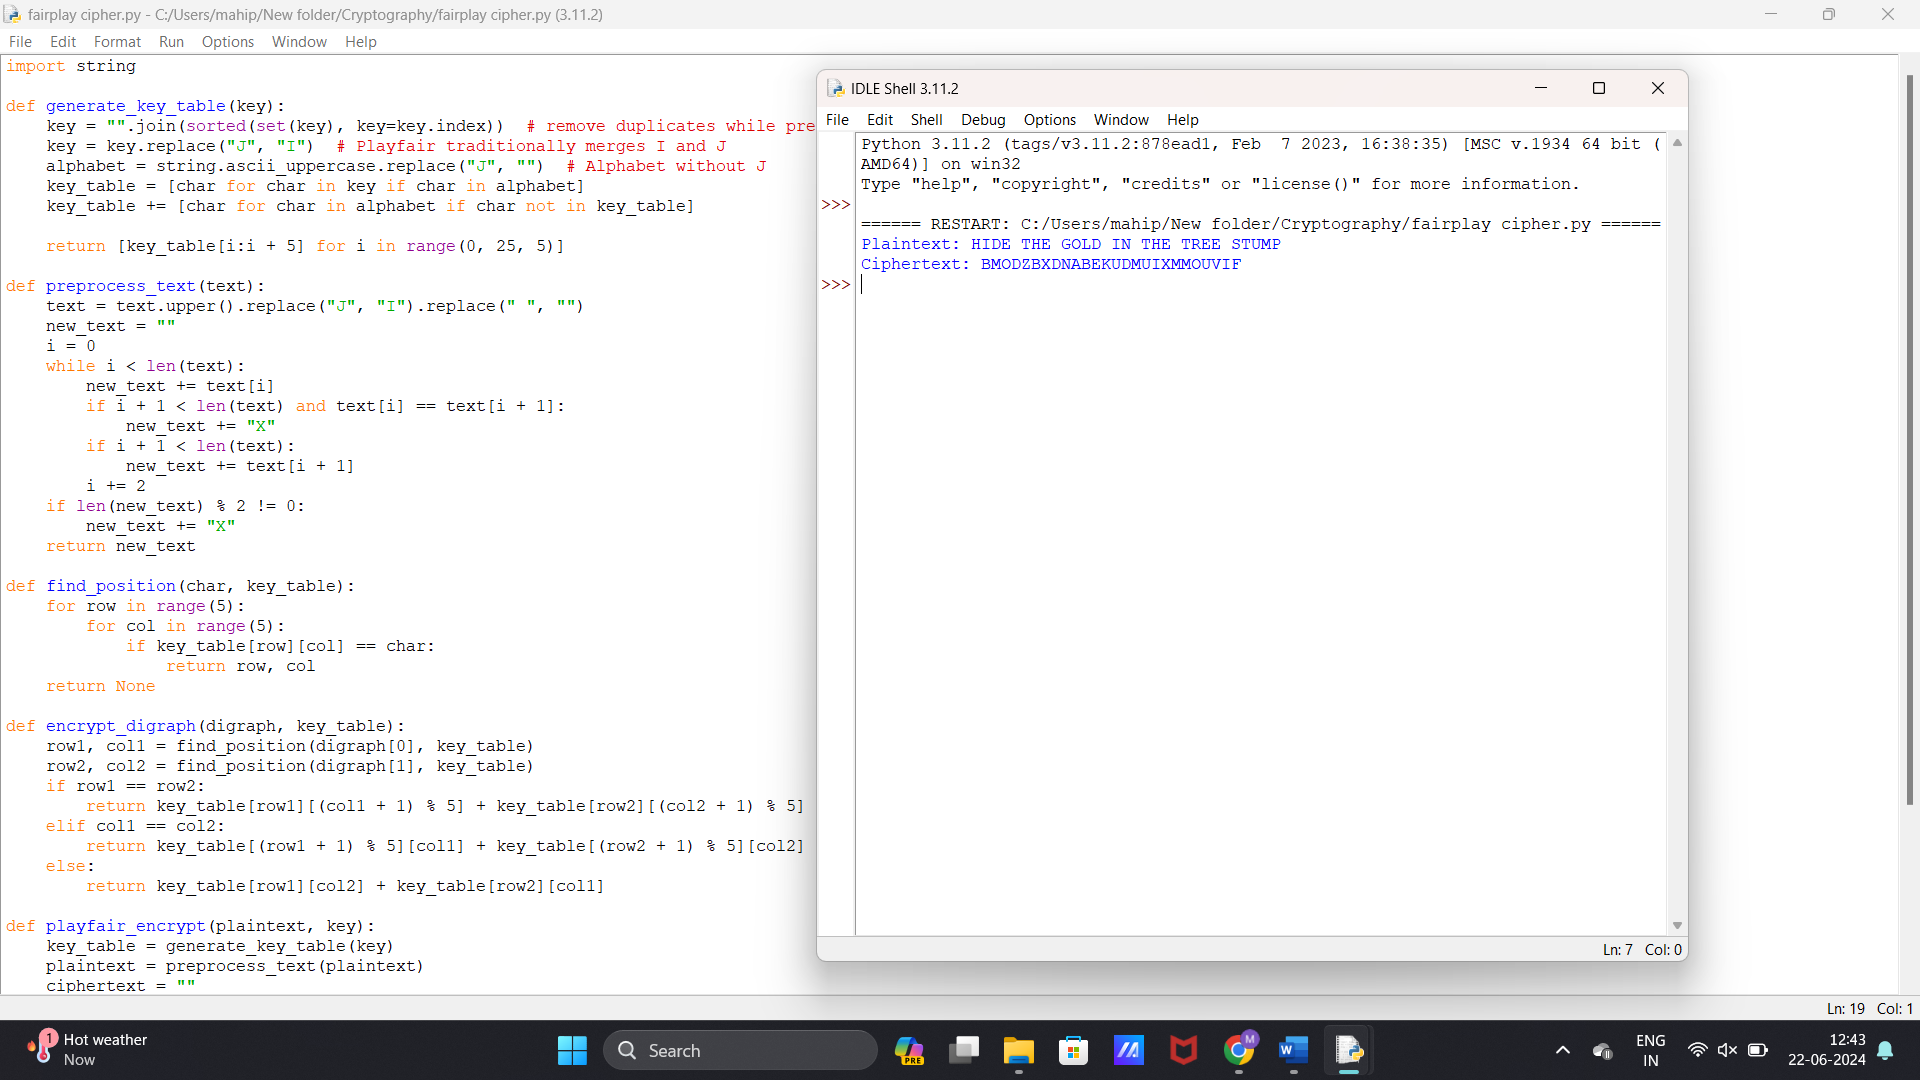 fairplay cipher.py - C:/Users/mahip/New folder/Cryptography/fairplay cipher.py (3.11.2)
File Edit Format Run Options Window Help
import string
def generate_key_table(key):
    key = "".join(sorted(set(key), key=key.index))  # remove duplicates while pre
    key = key.replace("J", "I")  # Playfair traditionally merges I and J
    alphabet = string.ascii_uppercase.replace("J", "")  # Alphabet without J
    key_table = [char for char in key if char in alphabet]
    key_table += [char for char in alphabet if char not in key_table]
    return [key_table[i:i + 5] for i in range(0, 25, 5)]
def preprocess_text(text):
    text = text.upper().replace("J", "I").replace(" ", "")
    new_text = ""
    i = 0
    while i < len(text):
        new_text += text[i]
        if i + 1 < len(text) and text[i] == text[i + 1]:
            new_text += "X"
        if i + 1 < len(text):
            new_text += text[i + 1]
        i += 2
    if len(new_text) % 2 != 0:
        new_text += "X"
    return new_text
def find_position(char, key_table):
    for row in range(5):
        for col in range(5):
            if key_table[row][col] == char:
                return row, col
    return None
def encrypt_digraph(digraph, key_table):
    row1, col1 = find_position(digraph[0], key_table)
    row2, col2 = find_position(digraph[1], key_table)
    if row1 == row2:
        return key_table[row1][(col1 + 1) % 5] + key_table[row2][(col2 + 1) % 5]
    elif col1 == col2:
        return key_table[(row1 + 1) % 5][col1] + key_table[(row2 + 1) % 5][col2]
    else:
        return key_table[row1][col2] + key_table[row2][col1]
def playfair_encrypt(plaintext, key):
    key_table = generate_key_table(key)
    plaintext = preprocess_text(plaintext)
    ciphertext = ""
IDLE Shell 3.11.2
File Edit Shell Debug Options Window Help
Python 3.11.2 (tags/v3.11.2:878ead1, Feb  7 2023, 16:38:35) [MSC v.1934 64 bit (
AMD64)] on win32
Type "help", "copyright", "credits" or "license()" for more information.
>>>
====== RESTART: C:/Users/mahip/New folder/Cryptography/fairplay cipher.py ======
Plaintext: HIDE THE GOLD IN THE TREE STUMP
Ciphertext: BMODZBXDNABEKUDMUIXMMOUVIF
>>>
Ln: 7 Col: 0
Ln: 19 Col: 1
1
Hot weather
Now
Search
PRE
M
W
ENG
IN
12:43
22-06-2024